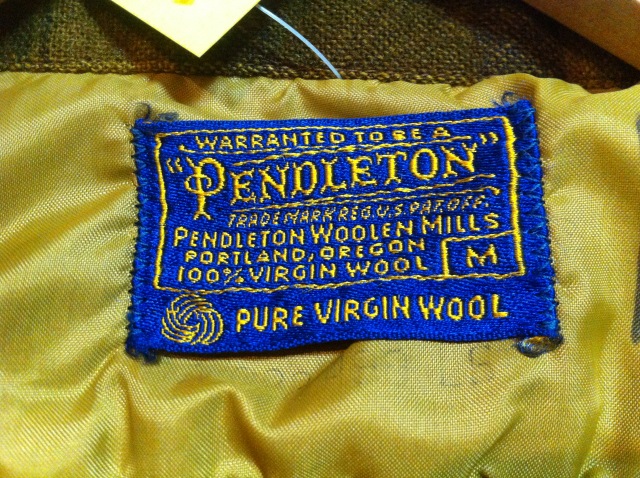 WARRANTED TO BE A
"PENDLETON"
TRADE MARK REG. U.S. PAT. OFF.
PENDLETON WOOLEN MILLS
PORTLAND, OREGON
100% VIRGIN WOOL
M
PURE VIRGIN WOOL